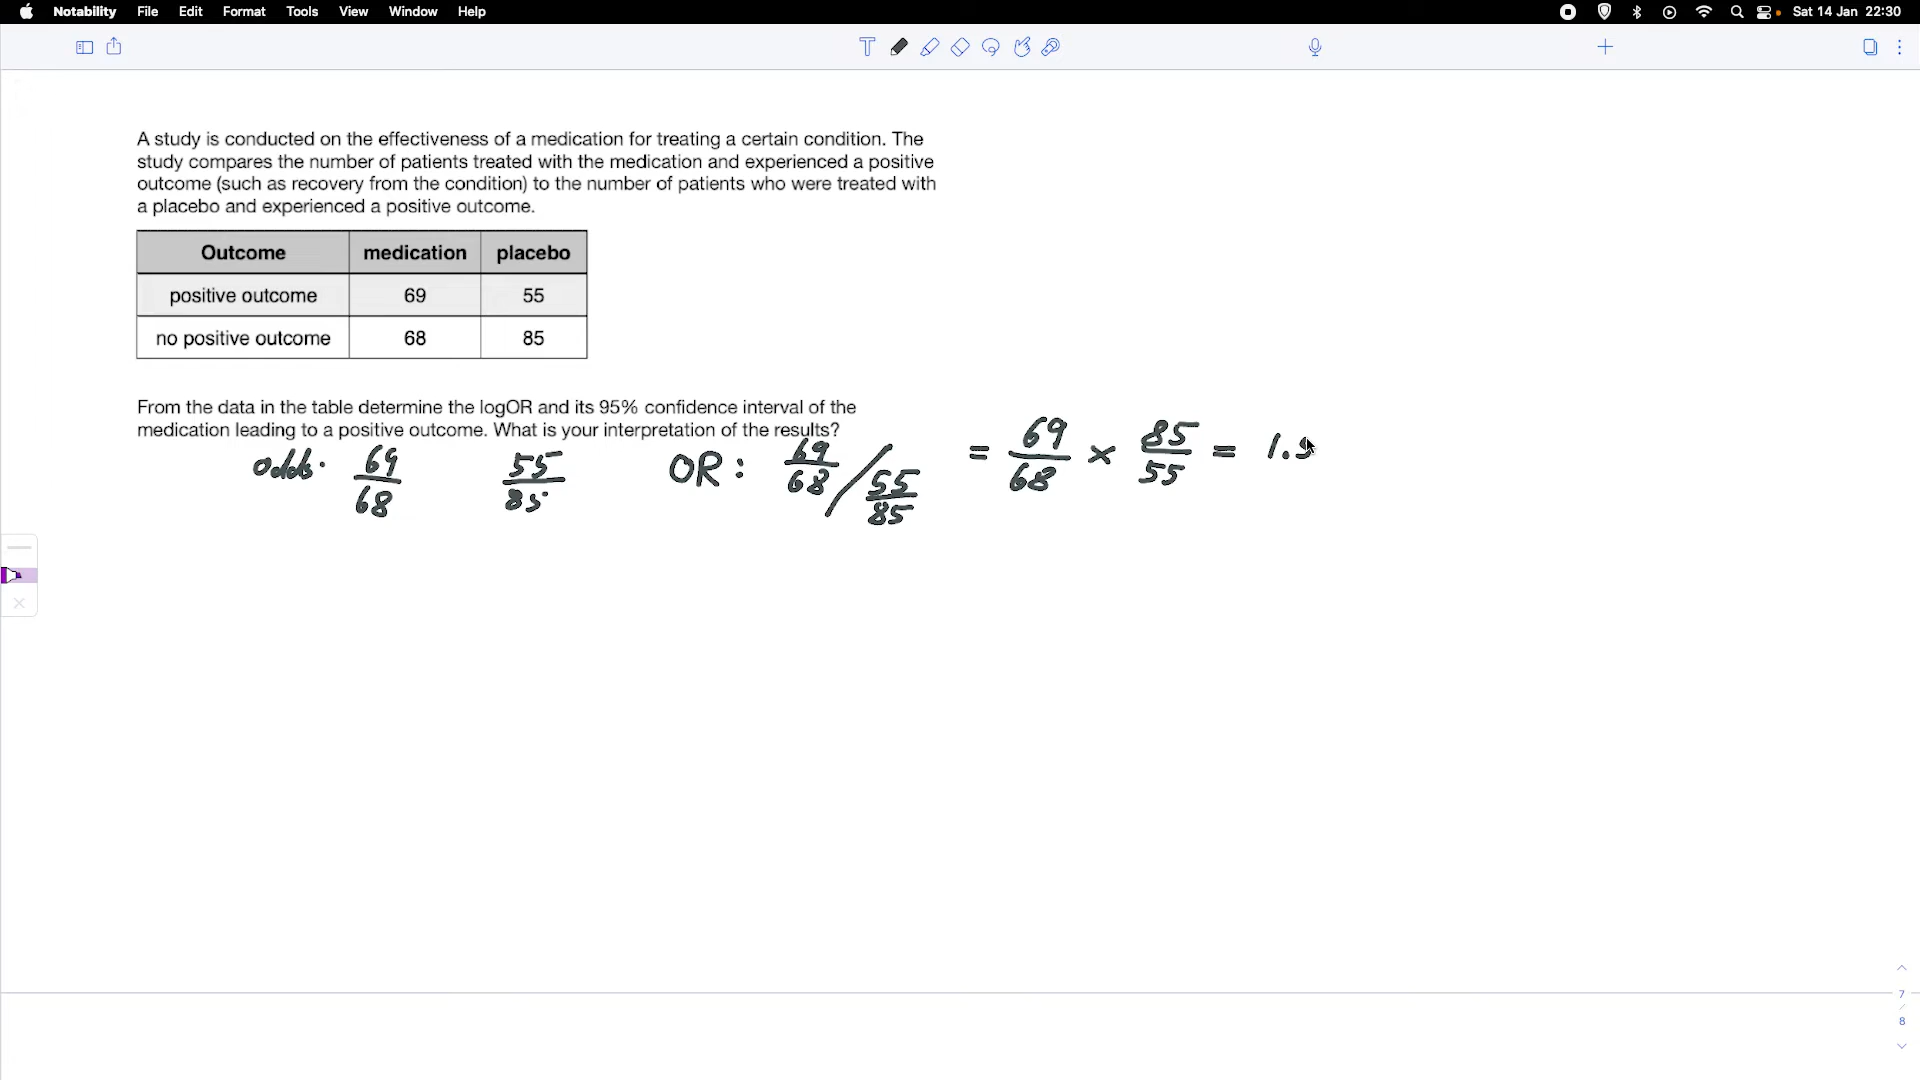 Notability File Edit Format Tools View Window Help Sat 14 Jan 22:30
A study is conducted on the effectiveness of a medication for treating a certain condition. The
study compares the number of patients treated with the medication and experienced a positive
outcome (such as recovery from the condition) to the number of patients who were treated with
a placebo and experienced a positive outcome.
Outcome medication placebo
positive outcome 69 55
no positive outcome 68 85
From the data in the table determine the logOR and its 95% confidence interval of the
medication leading to a positive outcome. What is your interpretation of the results?
odds: 69/68 55/85 OR: 69/68 / 55/85 = 69/68 × 85/55 = 1.5
7
/
8